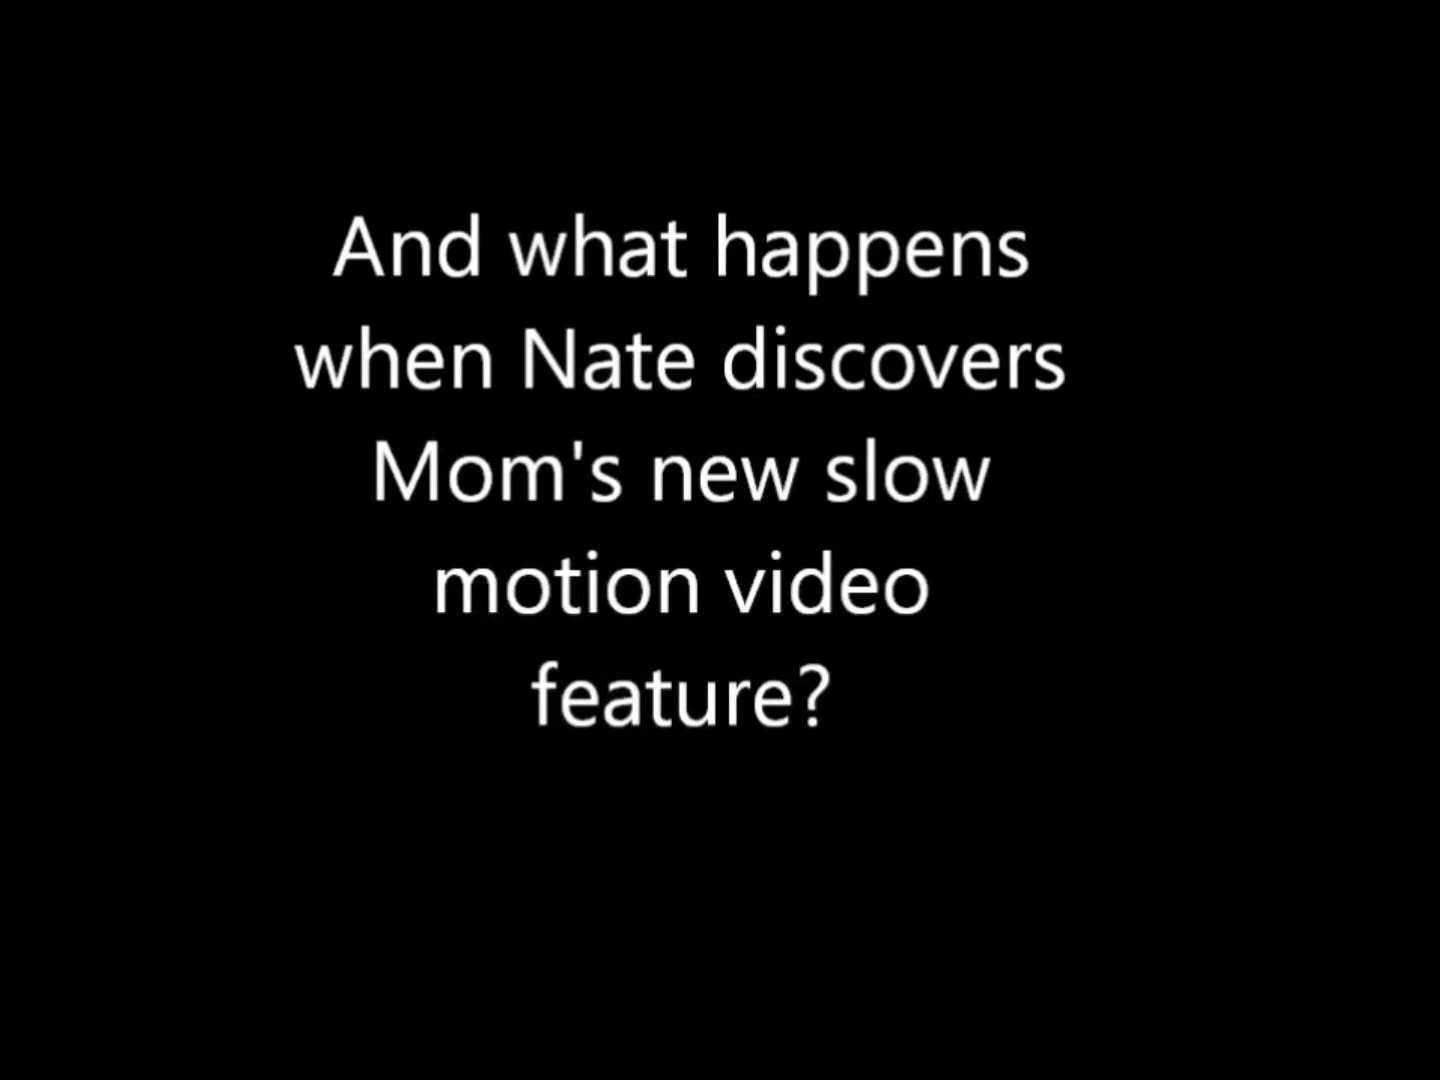 And what happens
when Nate discovers
Mom's new slow
motion video
feature?